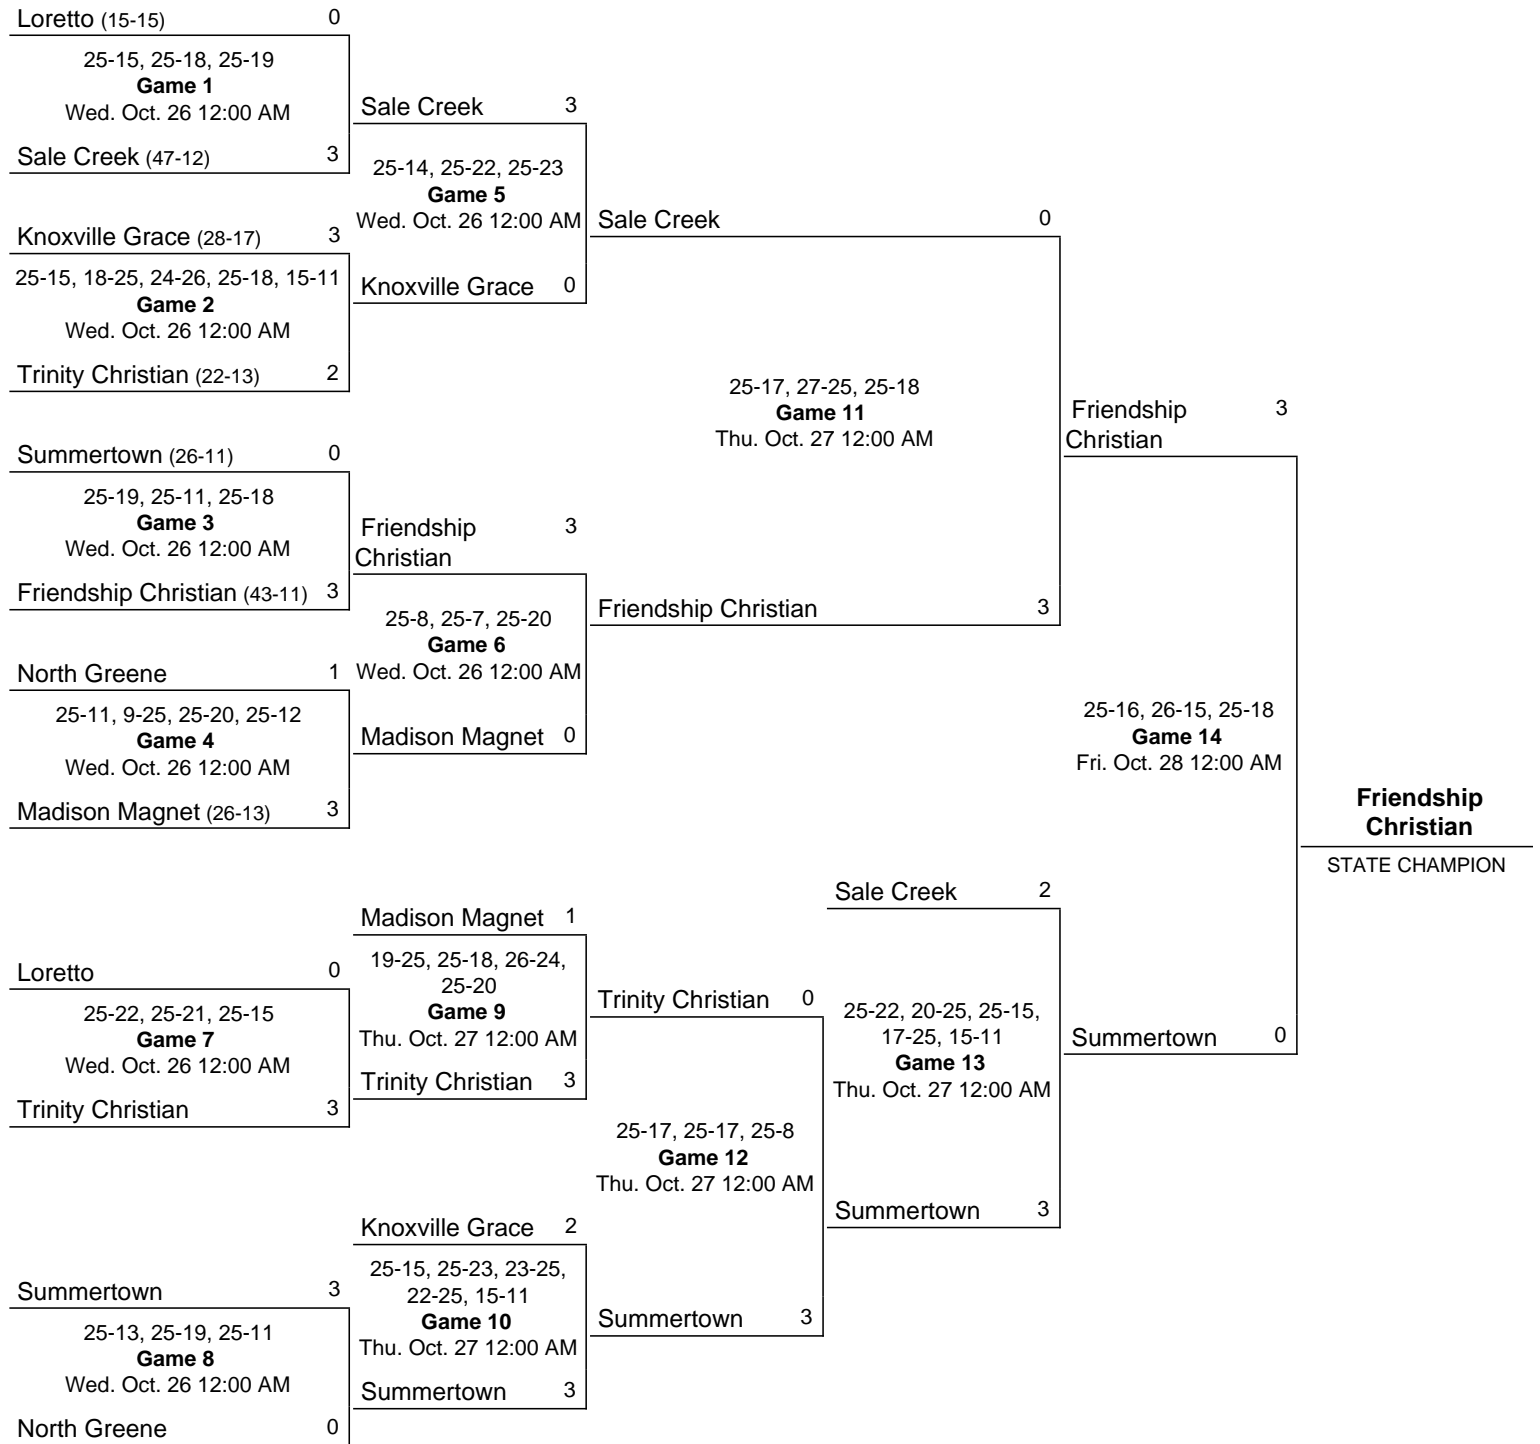 Loretto (15-15) 0
25-15, 25-18, 25-19
Game 1
Wed. Oct. 26 12:00 AM
Sale Creek (47-12) 3
Knoxville Grace (28-17) 3
25-15, 18-25, 24-26, 25-18, 15-11
Game 2
Wed. Oct. 26 12:00 AM
Trinity Christian (22-13) 2
Summertown (26-11) 0
25-19, 25-11, 25-18
Game 3
Wed. Oct. 26 12:00 AM
Friendship Christian (43-11) 3
North Greene 1
25-11, 9-25, 25-20, 25-12
Game 4
Wed. Oct. 26 12:00 AM
Madison Magnet (26-13) 3
Loretto 0
25-22, 25-21, 25-15
Game 7
Wed. Oct. 26 12:00 AM
Trinity Christian 3
Summertown 3
25-13, 25-19, 25-11
Game 8
Wed. Oct. 26 12:00 AM
North Greene 0
Sale Creek 3
25-14, 25-22, 25-23
Game 5
Wed. Oct. 26 12:00 AM
Knoxville Grace 0
Friendship 3
Christian
25-8, 25-7, 25-20
Game 6
Wed. Oct. 26 12:00 AM
Madison Magnet 0
Madison Magnet 1
19-25, 25-18, 26-24,
25-20
Game 9
Thu. Oct. 27 12:00 AM
Trinity Christian 3
Knoxville Grace 2
25-15, 25-23, 23-25,
22-25, 15-11
Game 10
Thu. Oct. 27 12:00 AM
Summertown 3
Sale Creek 0
25-17, 27-25, 25-18
Game 11
Thu. Oct. 27 12:00 AM
Friendship Christian 3
Trinity Christian 0
25-17, 25-17, 25-8
Game 12
Thu. Oct. 27 12:00 AM
Summertown 3
Sale Creek 2
25-22, 20-25, 25-15,
17-25, 15-11
Game 13
Thu. Oct. 27 12:00 AM
Summertown 3
Friendship 3
Christian
25-16, 26-15, 25-18
Game 14
Fri. Oct. 28 12:00 AM
Summertown 0
Friendship
Christian
STATE CHAMPION